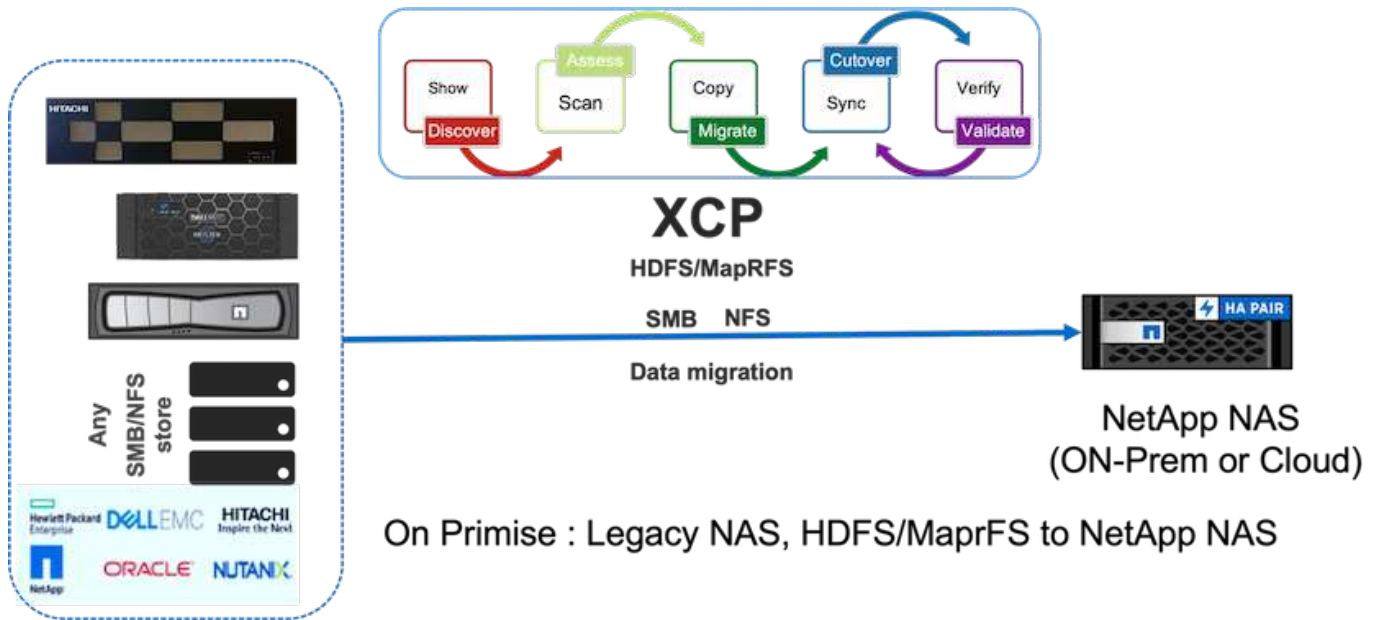 Show
Discover
Assess
Scan
Copy
Migrate
Cutover
Sync
Verify
Validate
HITACHI
DELL EMC
XCP
HDFS/MapRFS
SMB NFS
Data migration
HA PAIR
NetApp NAS
(ON-Prem or Cloud)
Any
SMB/NFS
store
Hewlett Packard
Enterprise
DELLEMC
HITACHI
Inspire the Next
NetApp
ORACLE
NUTANIX
On Primise : Legacy NAS, HDFS/MaprFS to NetApp NAS